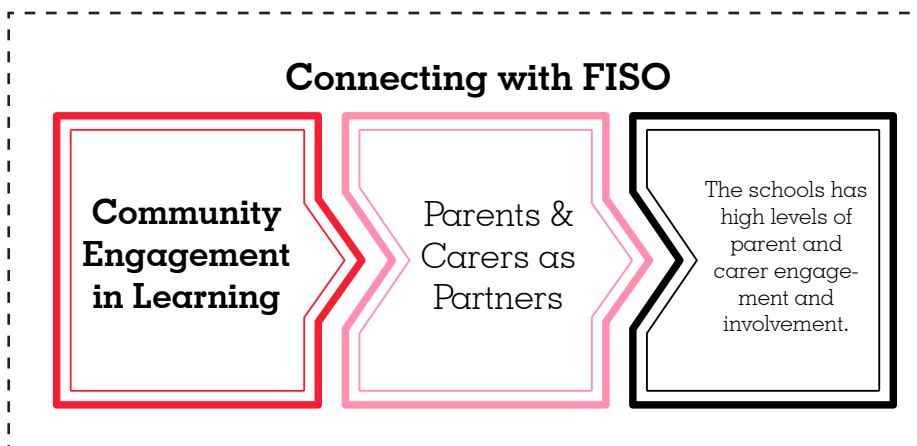 Connecting with FISO
Community
Engagement
in Learning
Parents &
Carers as
Partners
The schools has
high levels of
parent and
carer engage-
ment and
involvement.